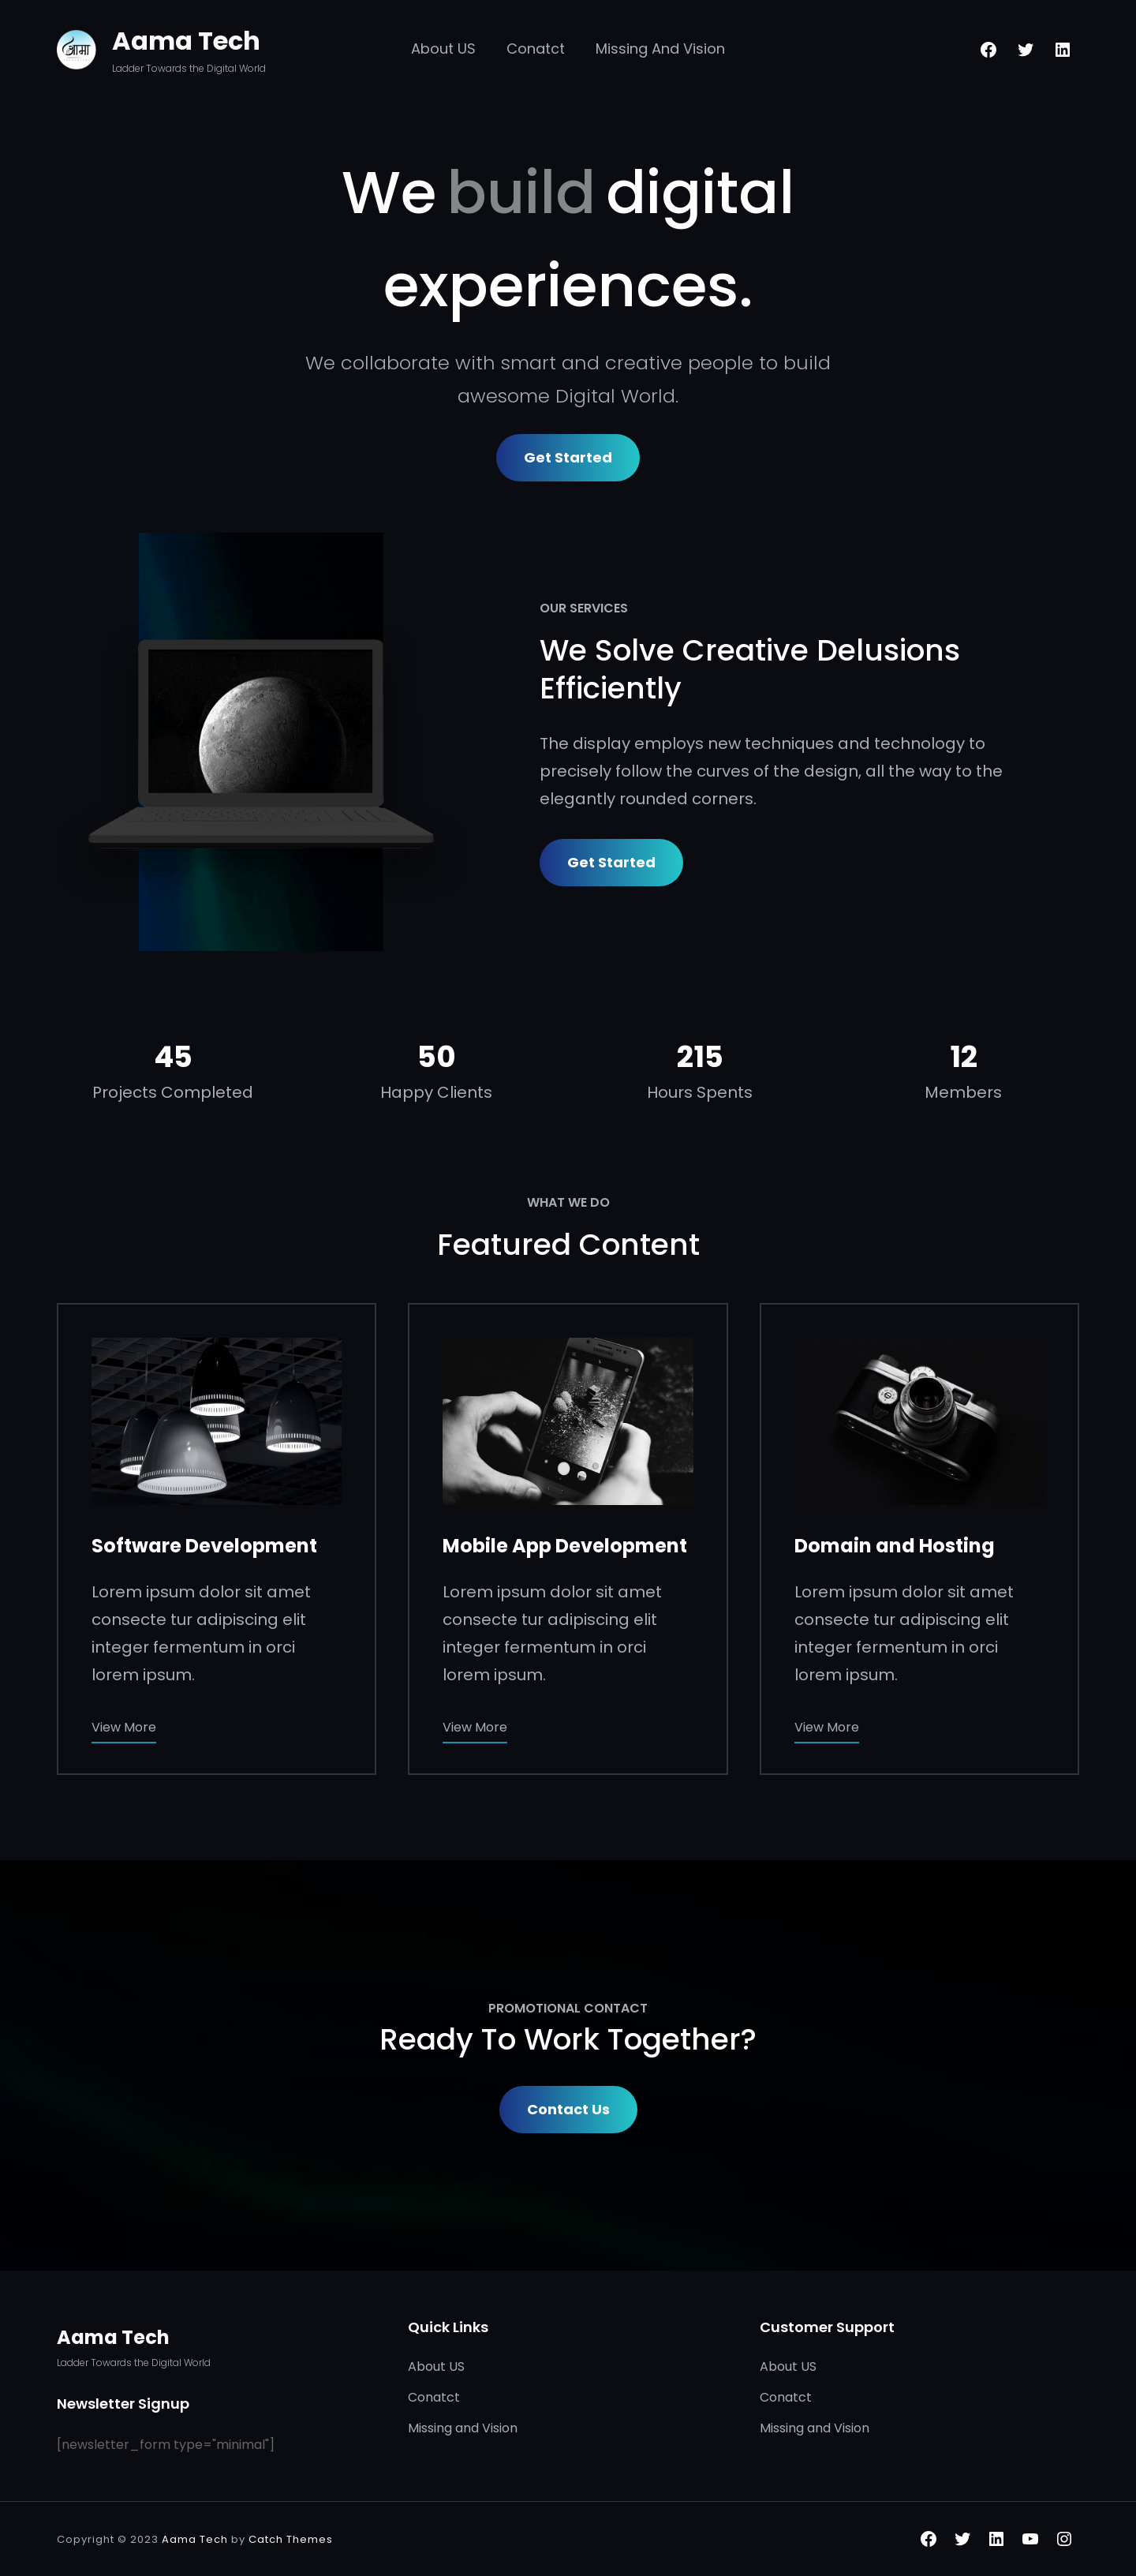 आमा
Aama Tech
Ladder Towards the Digital World
About US
Conatct
Missing And Vision
We build digital
experiences.
We collaborate with smart and creative people to build
awesome Digital World.
Get Started
OUR SERVICES
We Solve Creative Delusions
Efficiently
The display employs new techniques and technology to
precisely follow the curves of the design, all the way to the
elegantly rounded corners.
Get Started
45
Projects Completed
50
Happy Clients
215
Hours Spents
12
Members
WHAT WE DO
Featured Content
Software Development
Lorem ipsum dolor sit amet
consecte tur adipiscing elit
integer fermentum in orci
lorem ipsum.
View More
Mobile App Development
Lorem ipsum dolor sit amet
consecte tur adipiscing elit
integer fermentum in orci
lorem ipsum.
View More
Domain and Hosting
Lorem ipsum dolor sit amet
consecte tur adipiscing elit
integer fermentum in orci
lorem ipsum.
View More
PROMOTIONAL CONTACT
Ready To Work Together?
Contact Us
Aama Tech
Ladder Towards the Digital World
Newsletter Signup
[newsletter_form type="minimal"]
Quick Links
About US
Conatct
Missing and Vision
Customer Support
About US
Conatct
Missing and Vision
Copyright © 2023 Aama Tech by Catch Themes